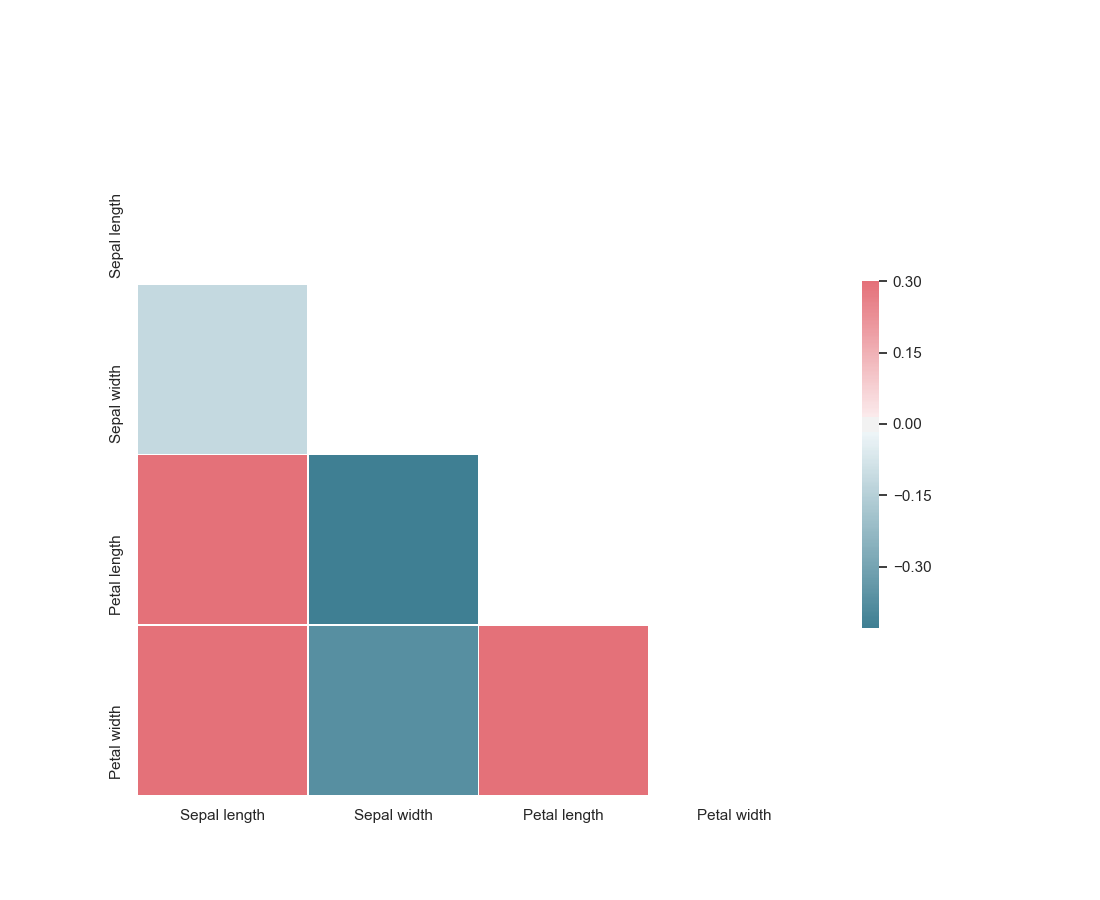 Sepal length
Sepal width
Petal length
Petal width
Sepal length
Sepal width
Petal length
Petal width
0.30
0.15
0.00
−0.15
−0.30